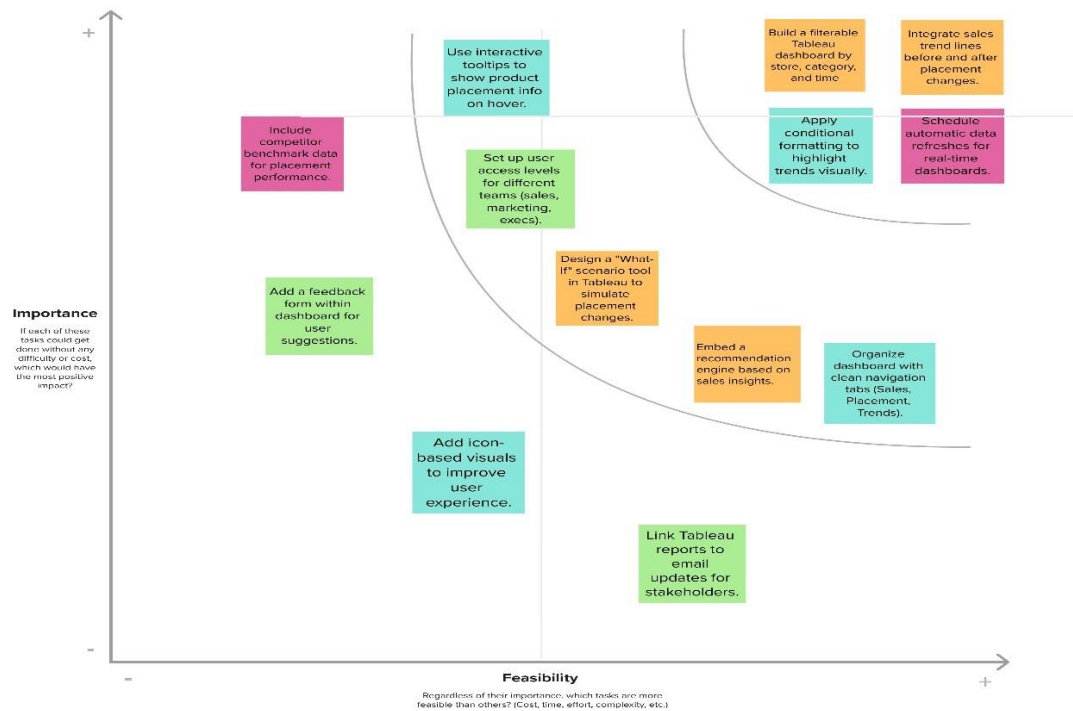 +
Use interactive
tooltips to
show product
placement info
on hover.
Build a filterable
Tableau
dashboard by
store, category,
and time
Integrate sales
trend lines
before and after
placement
changes.
Include
competitor
benchmark data
for placement
performance.
Set up user
access levels
for different
teams (sales,
marketing,
execs).
Apply
conditional
formatting to
highlight
trends visually.
Schedule
automatic data
refreshes for
real-time
dashboards.
Add a feedback
form within
dashboard for
user
suggestions.
Design a "What-
If" scenario tool
in Tableau to
simulate
placement
changes.
Embed a
recommendation
engine based on
sales insights.
Organize
dashboard with
clean navigation
tabs (Sales,
Placement,
Trends).
Importance
If each of these
tasks could get
done without any
difficulty or cost,
which would have
the most positive
impact?
Add icon-
based visuals
to improve
user
experience.
Link Tableau
reports to
email
updates for
stakeholders.
-
-
Feasibility
+
Regardless of their importance, which tasks are more
feasible than others? (Cost, time, effort, complexity, etc.)